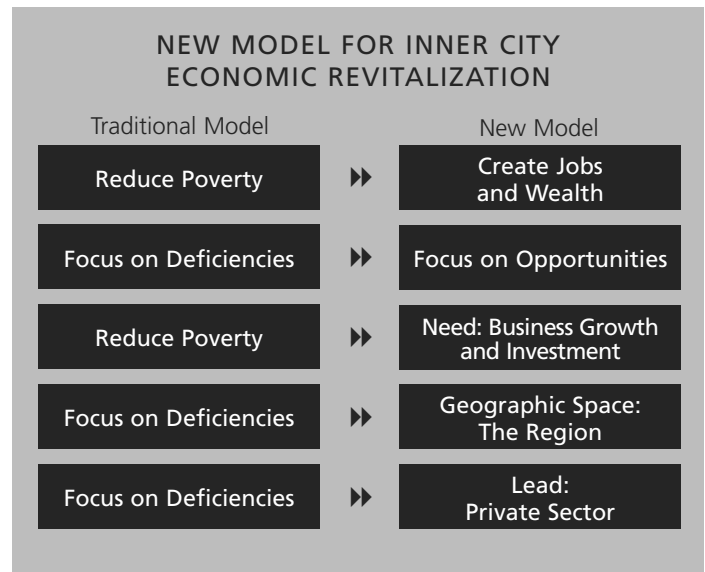 NEW MODEL FOR INNER CITY
ECONOMIC REVITALIZATION
Traditional Model
New Model
Reduce Poverty
Create Jobs
and Wealth
Focus on Deficiencies
Focus on Opportunities
Reduce Poverty
Need: Business Growth
and Investment
Focus on Deficiencies
Geographic Space:
The Region
Focus on Deficiencies
Lead:
Private Sector